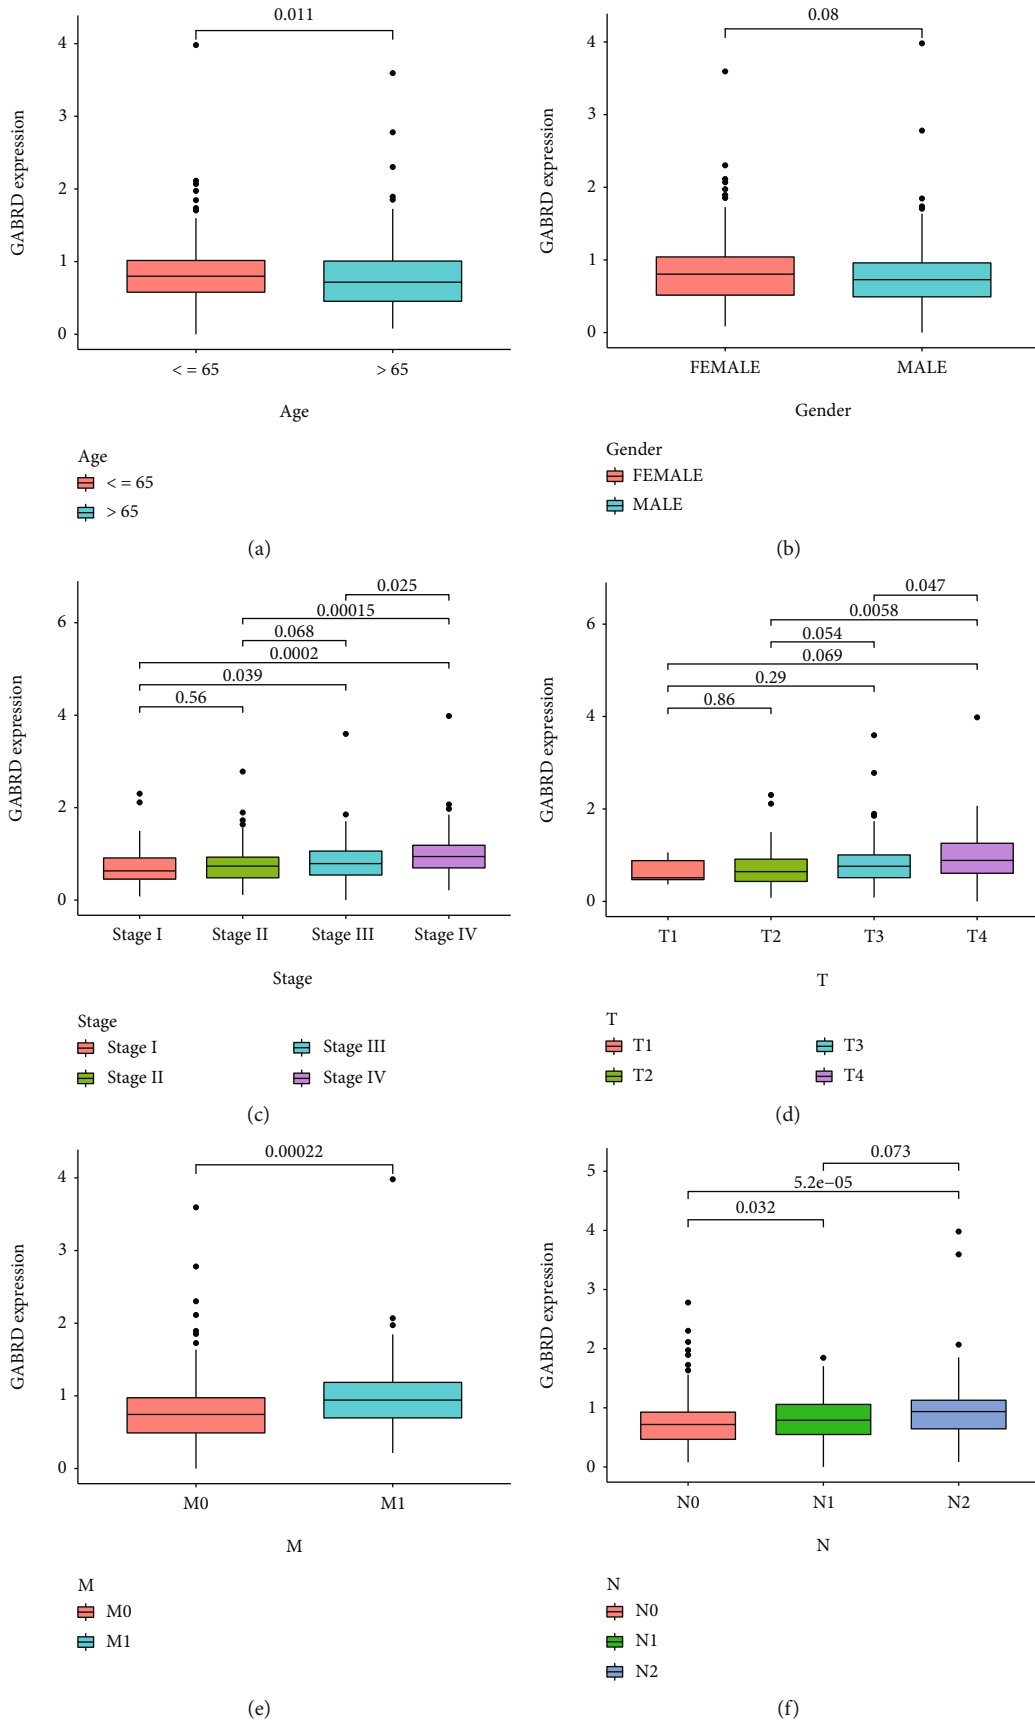 0.011
4
3
2
1
0
GABRD expression
< = 65
> 65
Age
Age
< = 65
> 65
(a)
0.08
4
3
2
1
0
GABRD expression
FEMALE
MALE
Gender
Gender
FEMALE
MALE
(b)
0.025
0.00015
0.068
0.0002
0.039
0.56
6
4
2
0
GABRD expression
Stage I
Stage II
Stage III
Stage IV
Stage
Stage
Stage I
Stage III
Stage II
Stage IV
(c)
0.047
0.0058
0.054
0.069
0.29
0.86
6
4
2
0
GABRD expression
T1
T2
T3
T4
T
T
T1
T3
T2
T4
(d)
0.00022
4
3
2
1
0
GABRD expression
M0
M1
M
M
M0
M1
(e)
0.073
5.2e−05
0.032
5
4
3
2
1
0
GABRD expression
N0
N1
N2
N
N
N0
N1
N2
(f)